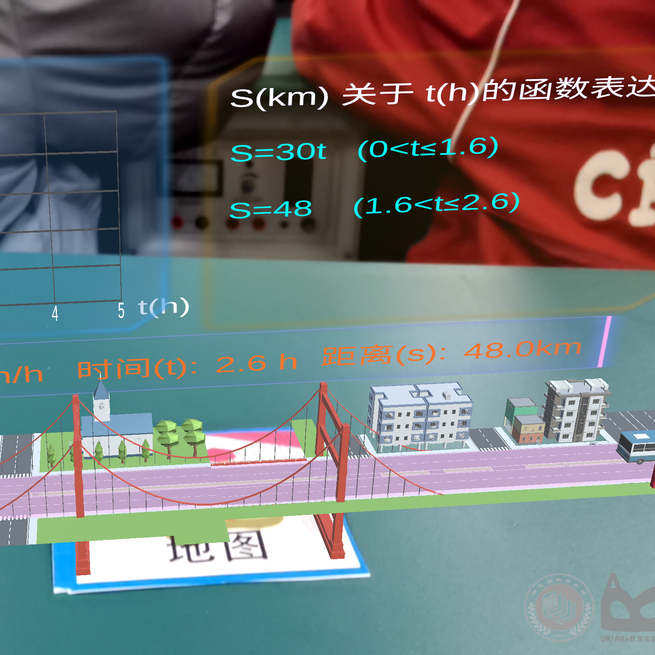 S(km) 关于 t(h)的函数表达
S=30t (0<t≤1.6)
S=48 (1.6<t≤2.6)
4 5 t(h)
/h 时间(t): 2.6 h 距离(s): 48.0km
地图
ci